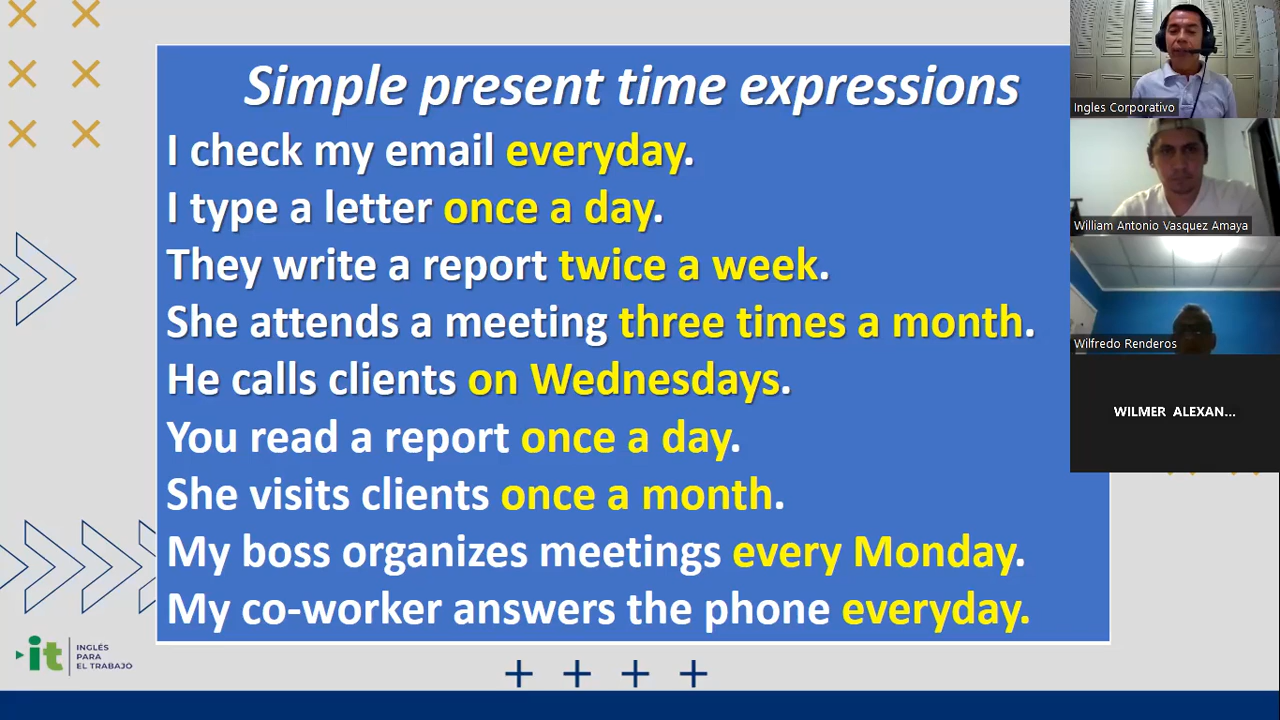 Simple present time expressions
I check my email everyday.
I type a letter once a day.
They write a report twice a week.
She attends a meeting three times a month.
He calls clients on Wednesdays.
You read a report once a day.
She visits clients once a month.
My boss organizes meetings every Monday.
My co-worker answers the phone everyday.
it
INGLÉS
PARA
EL TRABAJO
Ingles Corporativo
William Antonio Vasquez Amaya
Wilfredo Renderos
WILMER ALEXAN...